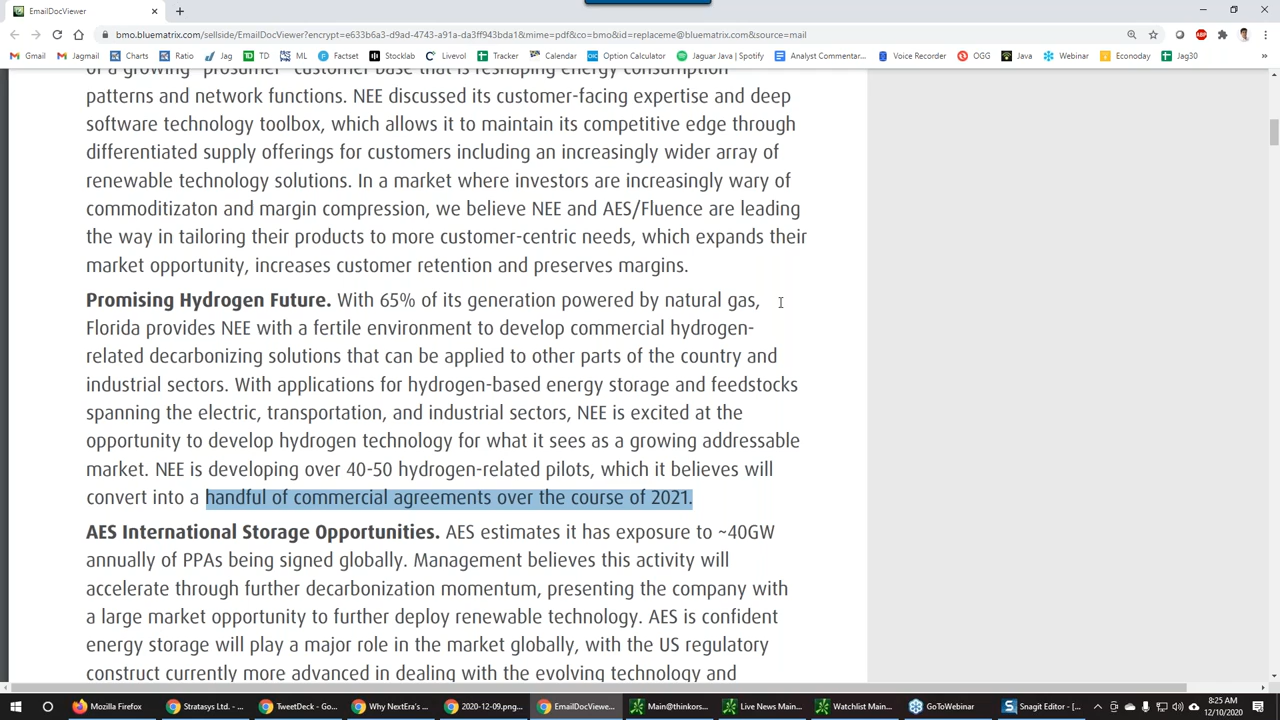 EmailDocViewer
bmo.bluematrix.com/sellside/EmailDocViewer?encrypt=e633b6a3-d9ad-4743-a91a-da3ff943bda1&mime=pdf&co=bmo&id=replaceme@bluematrix.com&source=mail
Gmail Jagmail Charts Ratio Jag TD ML Factset Stocklab Livevol Tracker Calendar Option Calculator Jaguar Java | Spotify Analyst Commentar... Voice Recorder OGG Java Webinar Econoday Jag30 »
of a growing "prosumer" customer base that is reshaping energy consumption
patterns and network functions. NEE discussed its customer-facing expertise and deep
software technology toolbox, which allows it to maintain its competitive edge through
differentiated supply offerings for customers including an increasingly wider array of
renewable technology solutions. In a market where investors are increasingly wary of
commoditizaton and margin compression, we believe NEE and AES/Fluence are leading
the way in tailoring their products to more customer-centric needs, which expands their
market opportunity, increases customer retention and preserves margins.
Promising Hydrogen Future. With 65% of its generation powered by natural gas,
Florida provides NEE with a fertile environment to develop commercial hydrogen-
related decarbonizing solutions that can be applied to other parts of the country and
industrial sectors. With applications for hydrogen-based energy storage and feedstocks
spanning the electric, transportation, and industrial sectors, NEE is excited at the
opportunity to develop hydrogen technology for what it sees as a growing addressable
market. NEE is developing over 40-50 hydrogen-related pilots, which it believes will
convert into a handful of commercial agreements over the course of 2021.
AES International Storage Opportunities. AES estimates it has exposure to ~40GW
annually of PPAs being signed globally. Management believes this activity will
accelerate through further decarbonization momentum, presenting the company with
a large market opportunity to further deploy renewable technology. AES is confident
energy storage will play a major role in the market globally, with the US regulatory
construct currently more advanced in dealing with the evolving technology and
Mozilla Firefox Stratasys Ltd. - ... TweetDeck - Go... Why NextEra's ... 2020-12-09.png... EmailDocViewe... Main@thinkors... Live News Main... Watchlist Main... GoToWebinar Snagit Editor - [... 8:25 AM
12/10/2020